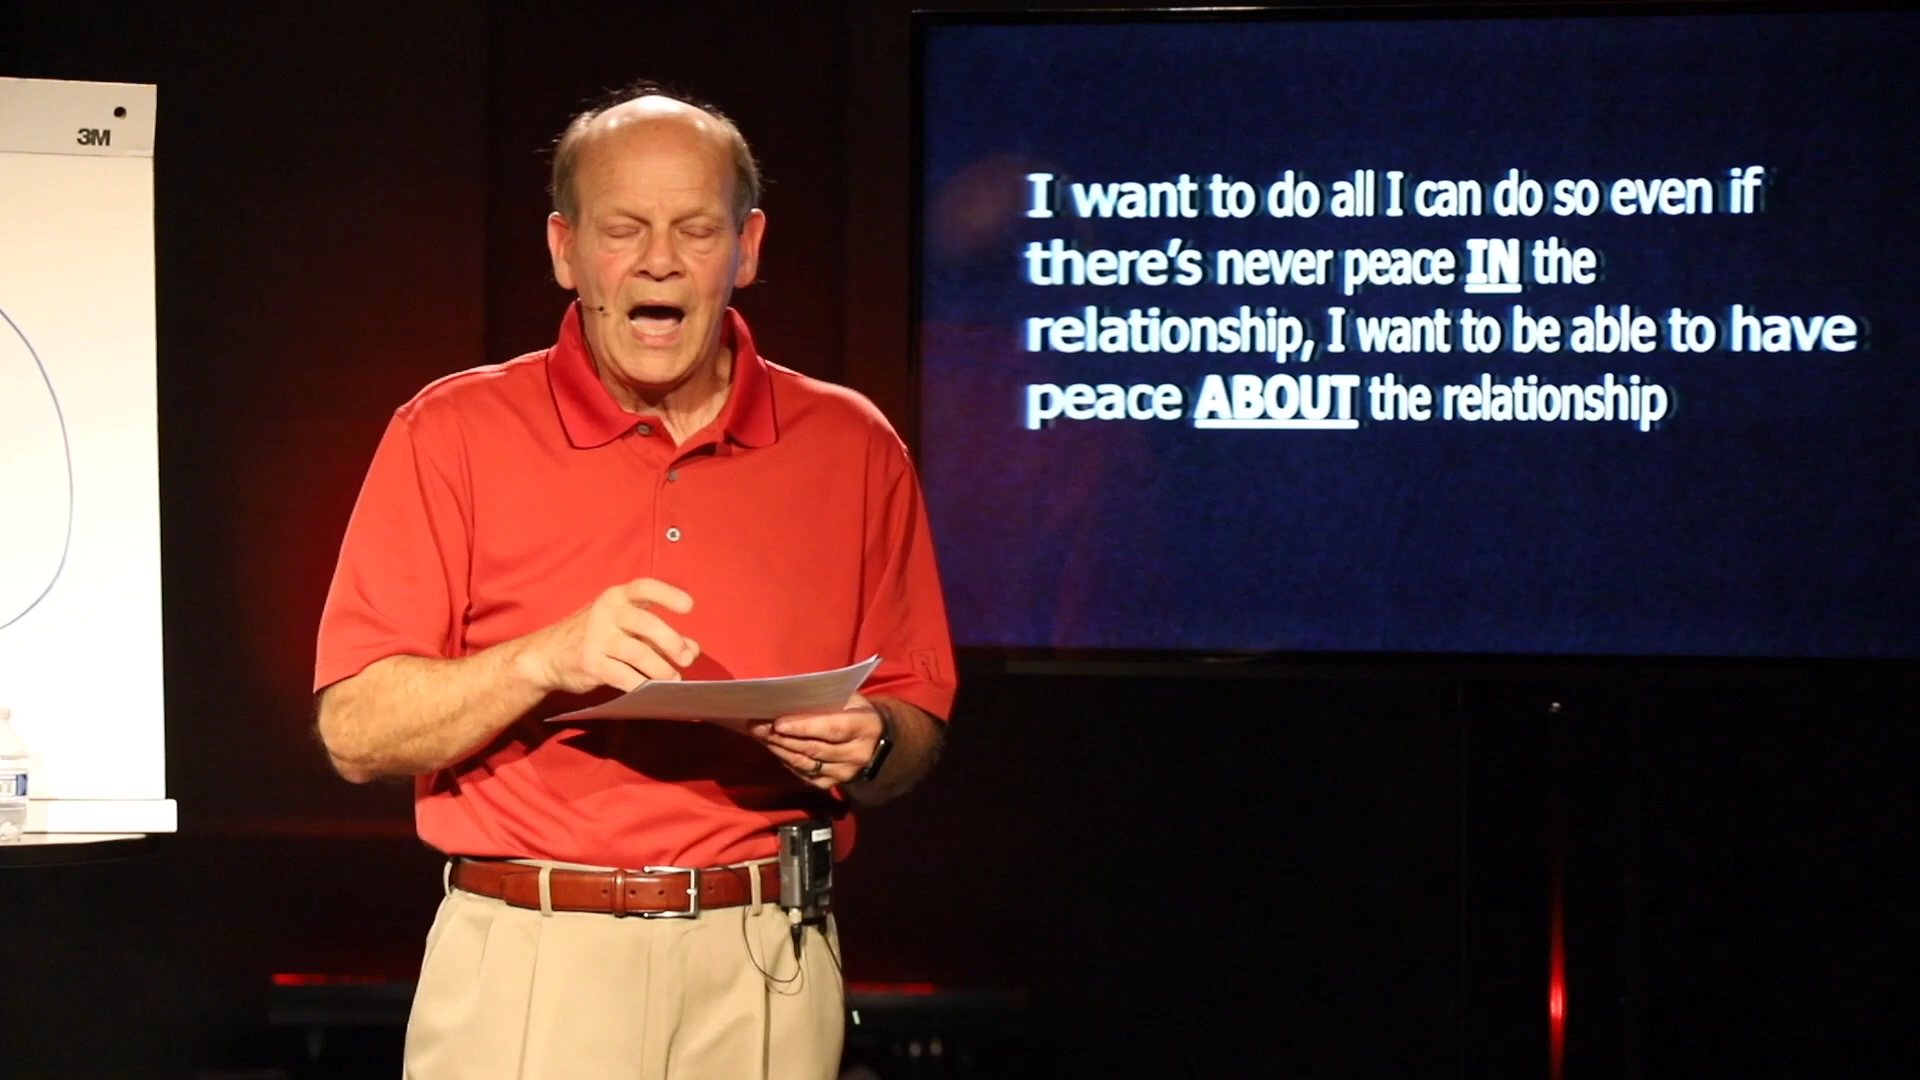 3M
I want to do all I can do so even if
there's never peace IN the
relationship, I want to be able to have
peace ABOUT the relationship